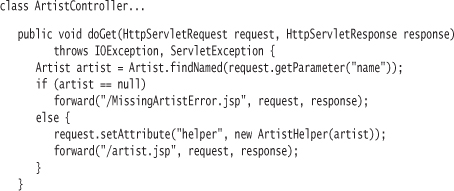 class ArtistController...
public void doGet(HttpServletRequest request, HttpServletResponse response)
throws IOException, ServletException {
Artist artist = Artist.findNamed(request.getParameter("name"));
if (artist == null)
forward("/MissingArtistError.jsp", request, response);
else {
request.setAttribute("helper", new ArtistHelper(artist));
forward("/artist.jsp", request, response);
}
}